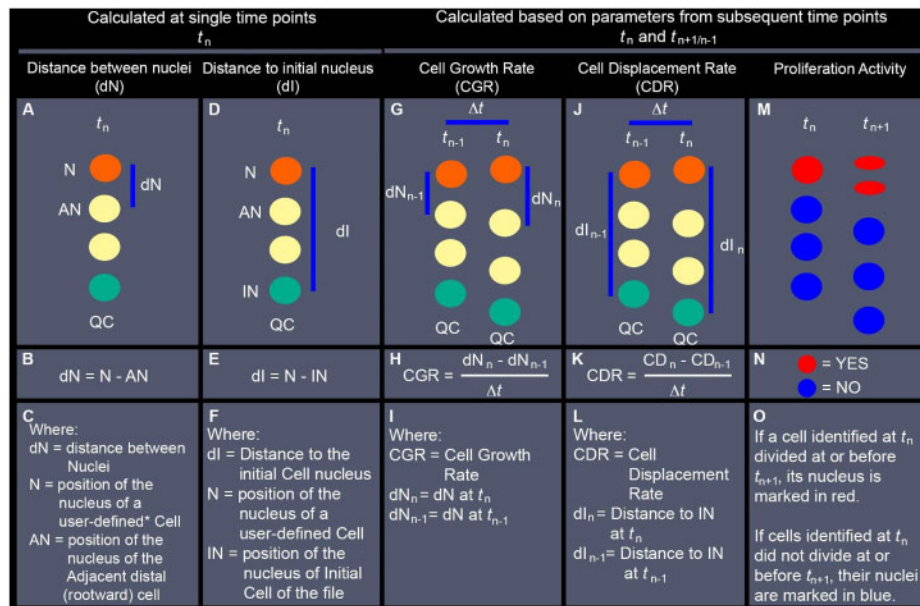 Calculated at single time points
tn
Calculated based on parameters from subsequent time points
tn and tn+1/n-1
Distance between nuclei
(dN)
Distance to initial nucleus
(dI)
Cell Growth Rate
(CGR)
Cell Displacement Rate
(CDR)
Proliferation Activity
A
tn
N
dN
AN
QC
D
tn
N
AN
dI
IN
QC
G
Δt
tn-1
tn
dNn-1
dNn
QC
QC
J
Δt
tn-1
tn
dIn-1
dIn
QC
QC
M
tn
tn+1
B
dN = N - AN
E
dI = N - IN
H
CGR = dNn - dNn-1
Δt
K
CDR = CDn - CDn-1
Δt
N
= YES
= NO
C
Where:
dN = distance between
Nuclei
N = position of the
nucleus of a
user-defined* Cell
AN = position of the
nucleus of the
Adjacent distal
(rootward) cell
F
Where:
dI = Distance to the
initial Cell nucleus
N = position of the
nucleus of a
user-defined Cell
IN = position of the
nucleus of Initial
Cell of the file
I
Where:
CGR = Cell Growth
Rate
dNn = dN at tn
dNn-1= dN at tn-1
L
Where:
CDR = Cell
Displacement
Rate
dIn = Distance to IN
at tn
dIn-1= Distance to IN
at tn-1
O
If a cell identified at tn
divided at or before
tn+1, its nucleus is
marked in red.
If cells identified at tn
did not divide at or
before tn+1, their nuclei
are marked in blue.